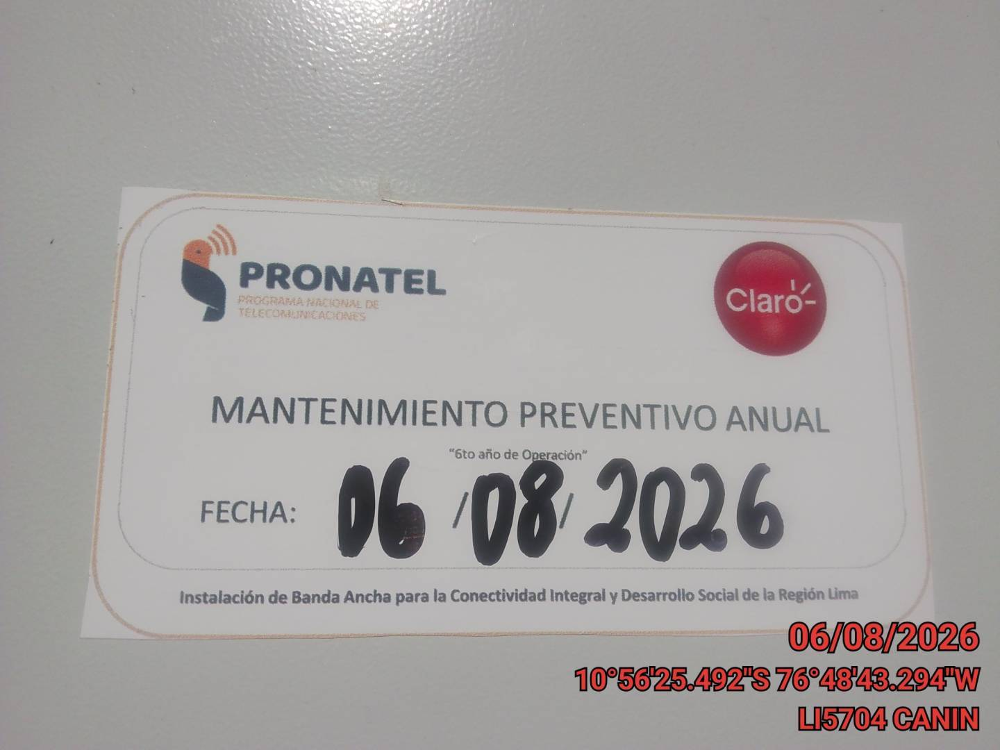 PRONATEL
PROGRAMA NACIONAL DE
TELECOMUNICACIONES
Claro
MANTENIMIENTO PREVENTIVO ANUAL
"6to año de Operación"
FECHA: 06/08/2026
Instalación de Banda Ancha para la Conectividad Integral y Desarrollo Social de la Región Lima
06/08/2026
10°56'25.492"S 76°48'43.294"W
LI5704 CANIN